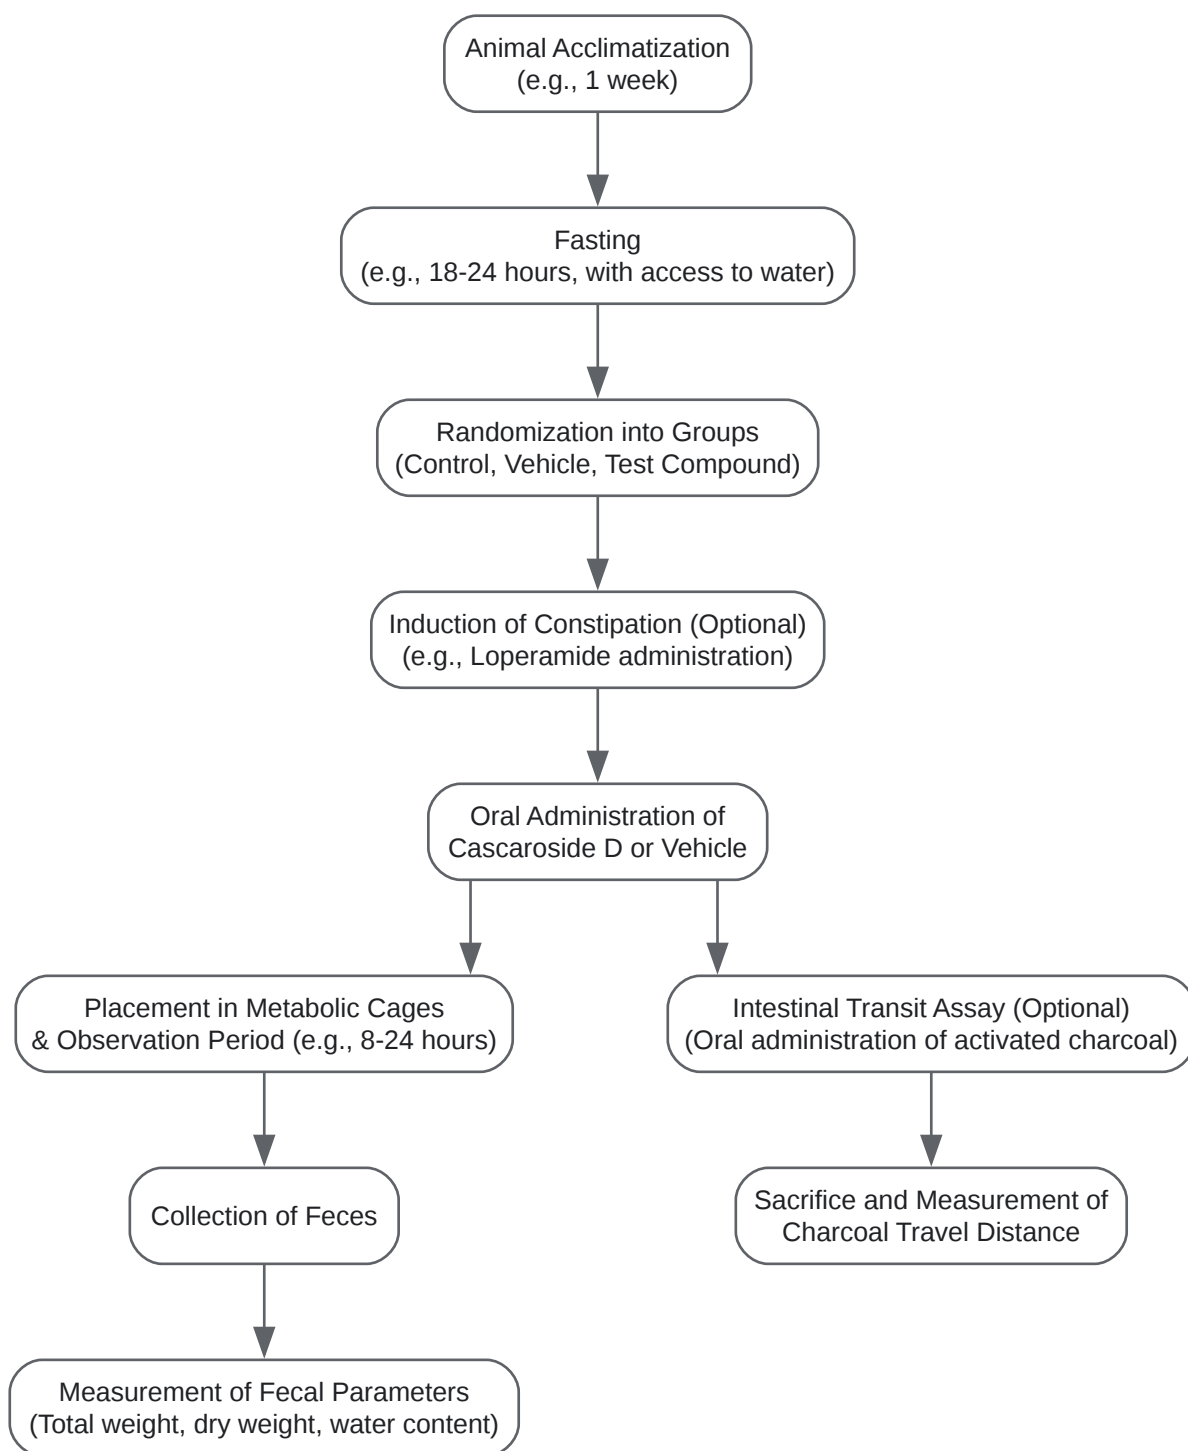 Animal Acclimatization
(e.g., 1 week)
Fasting
(e.g., 18-24 hours, with access to water)
Randomization into Groups
(Control, Vehicle, Test Compound)
Induction of Constipation (Optional)
(e.g., Loperamide administration)
Oral Administration of
Cascaroside D or Vehicle
Placement in Metabolic Cages
& Observation Period (e.g., 8-24 hours)
Intestinal Transit Assay (Optional)
(Oral administration of activated charcoal)
Collection of Feces
Sacrifice and Measurement of
Charcoal Travel Distance
Measurement of Fecal Parameters
(Total weight, dry weight, water content)